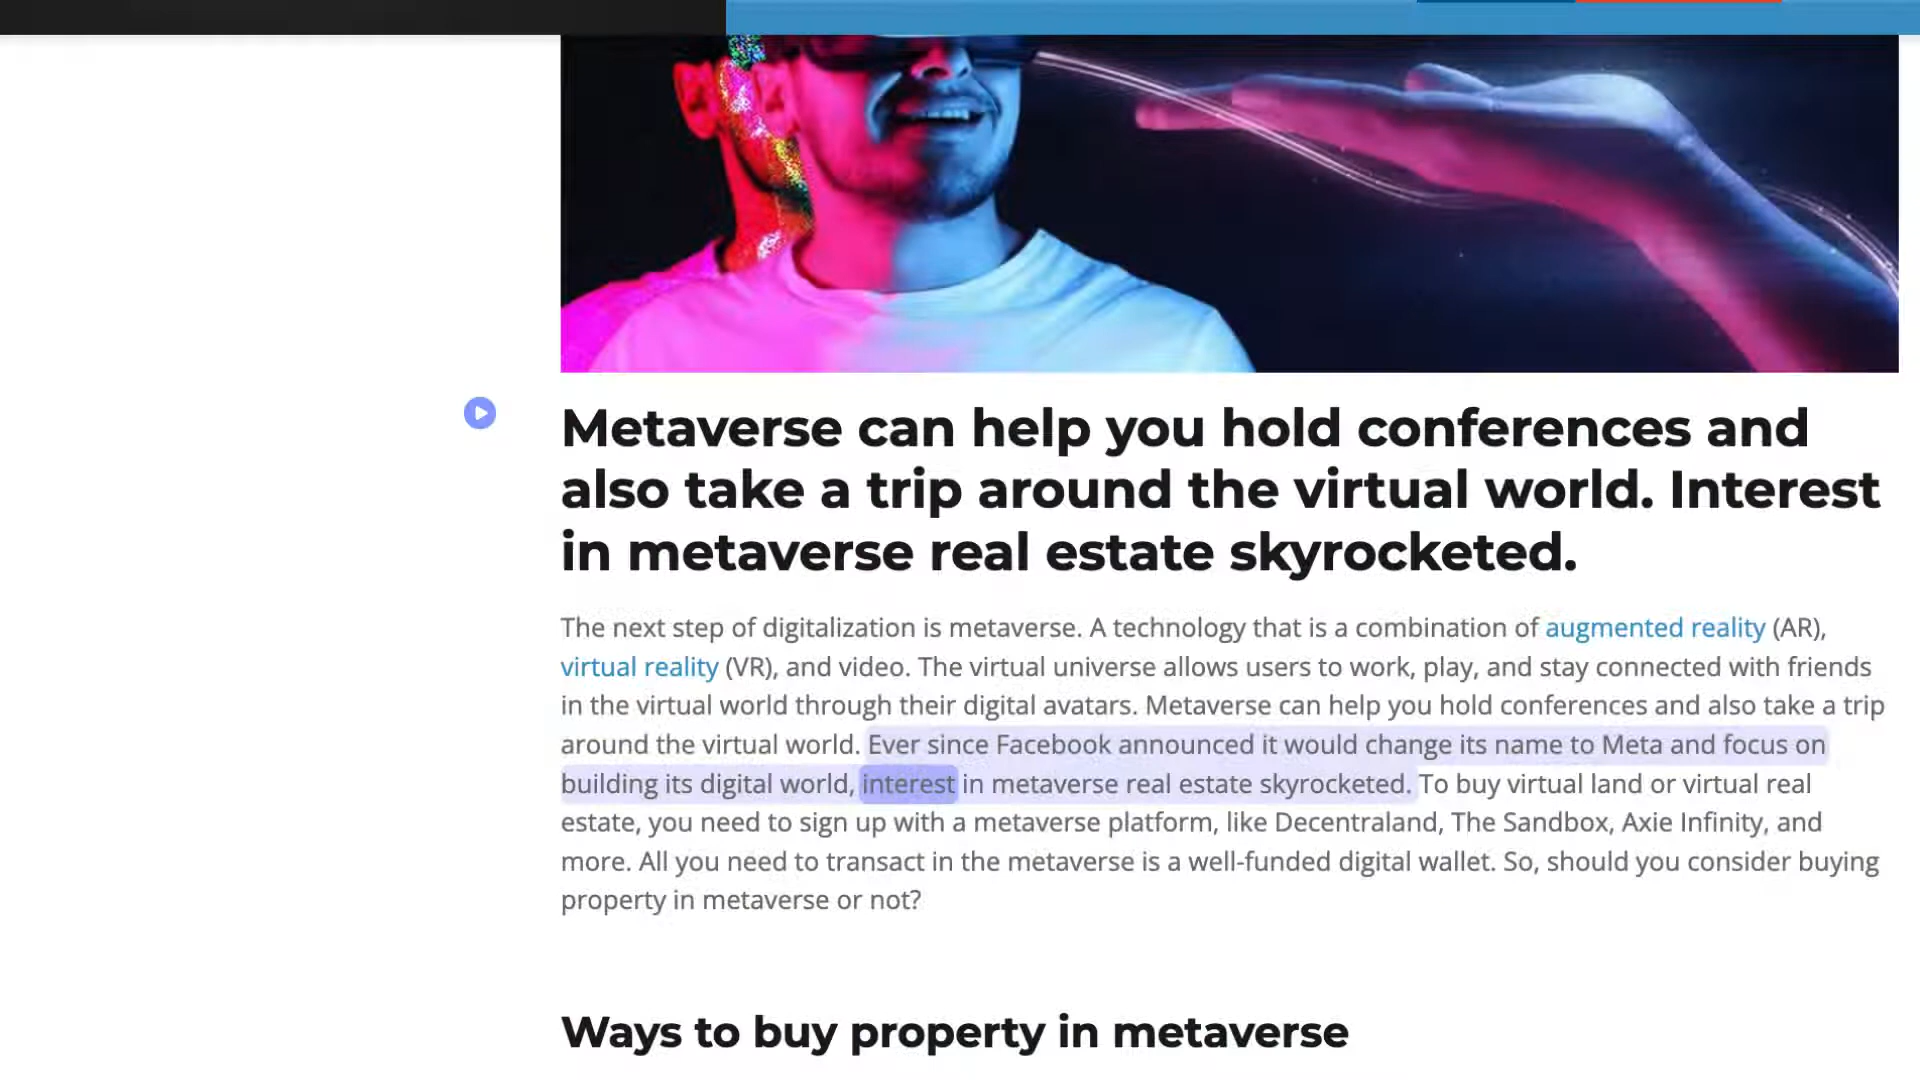 Metaverse can help you hold conferences and
also take a trip around the virtual world. Interest
in metaverse real estate skyrocketed.
The next step of digitalization is metaverse. A technology that is a combination of augmented reality (AR),
virtual reality (VR), and video. The virtual universe allows users to work, play, and stay connected with friends
in the virtual world through their digital avatars. Metaverse can help you hold conferences and also take a trip
around the virtual world. Ever since Facebook announced it would change its name to Meta and focus on
building its digital world, interest in metaverse real estate skyrocketed. To buy virtual land or virtual real
estate, you need to sign up with a metaverse platform, like Decentraland, The Sandbox, Axie Infinity, and
more. All you need to transact in the metaverse is a well-funded digital wallet. So, should you consider buying
property in metaverse or not?
Ways to buy property in metaverse